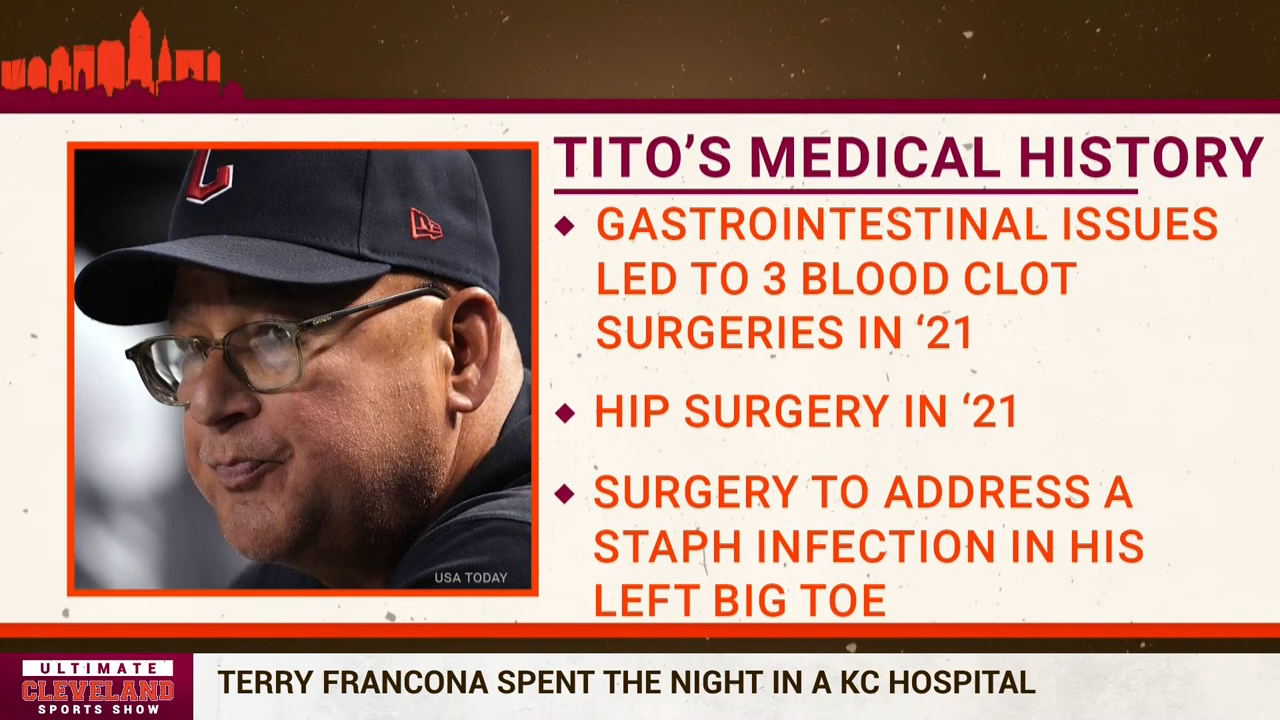 TITO'S MEDICAL HISTORY
GASTROINTESTINAL ISSUES
LED TO 3 BLOOD CLOT
SURGERIES IN ‘21
HIP SURGERY IN ‘21
SURGERY TO ADDRESS A
STAPH INFECTION IN HIS
LEFT BIG TOE
C
USA TODAY
ULTIMATE
CLEVELAND
SPORTS SHOW
TERRY FRANCONA SPENT THE NIGHT IN A KC HOSPITAL